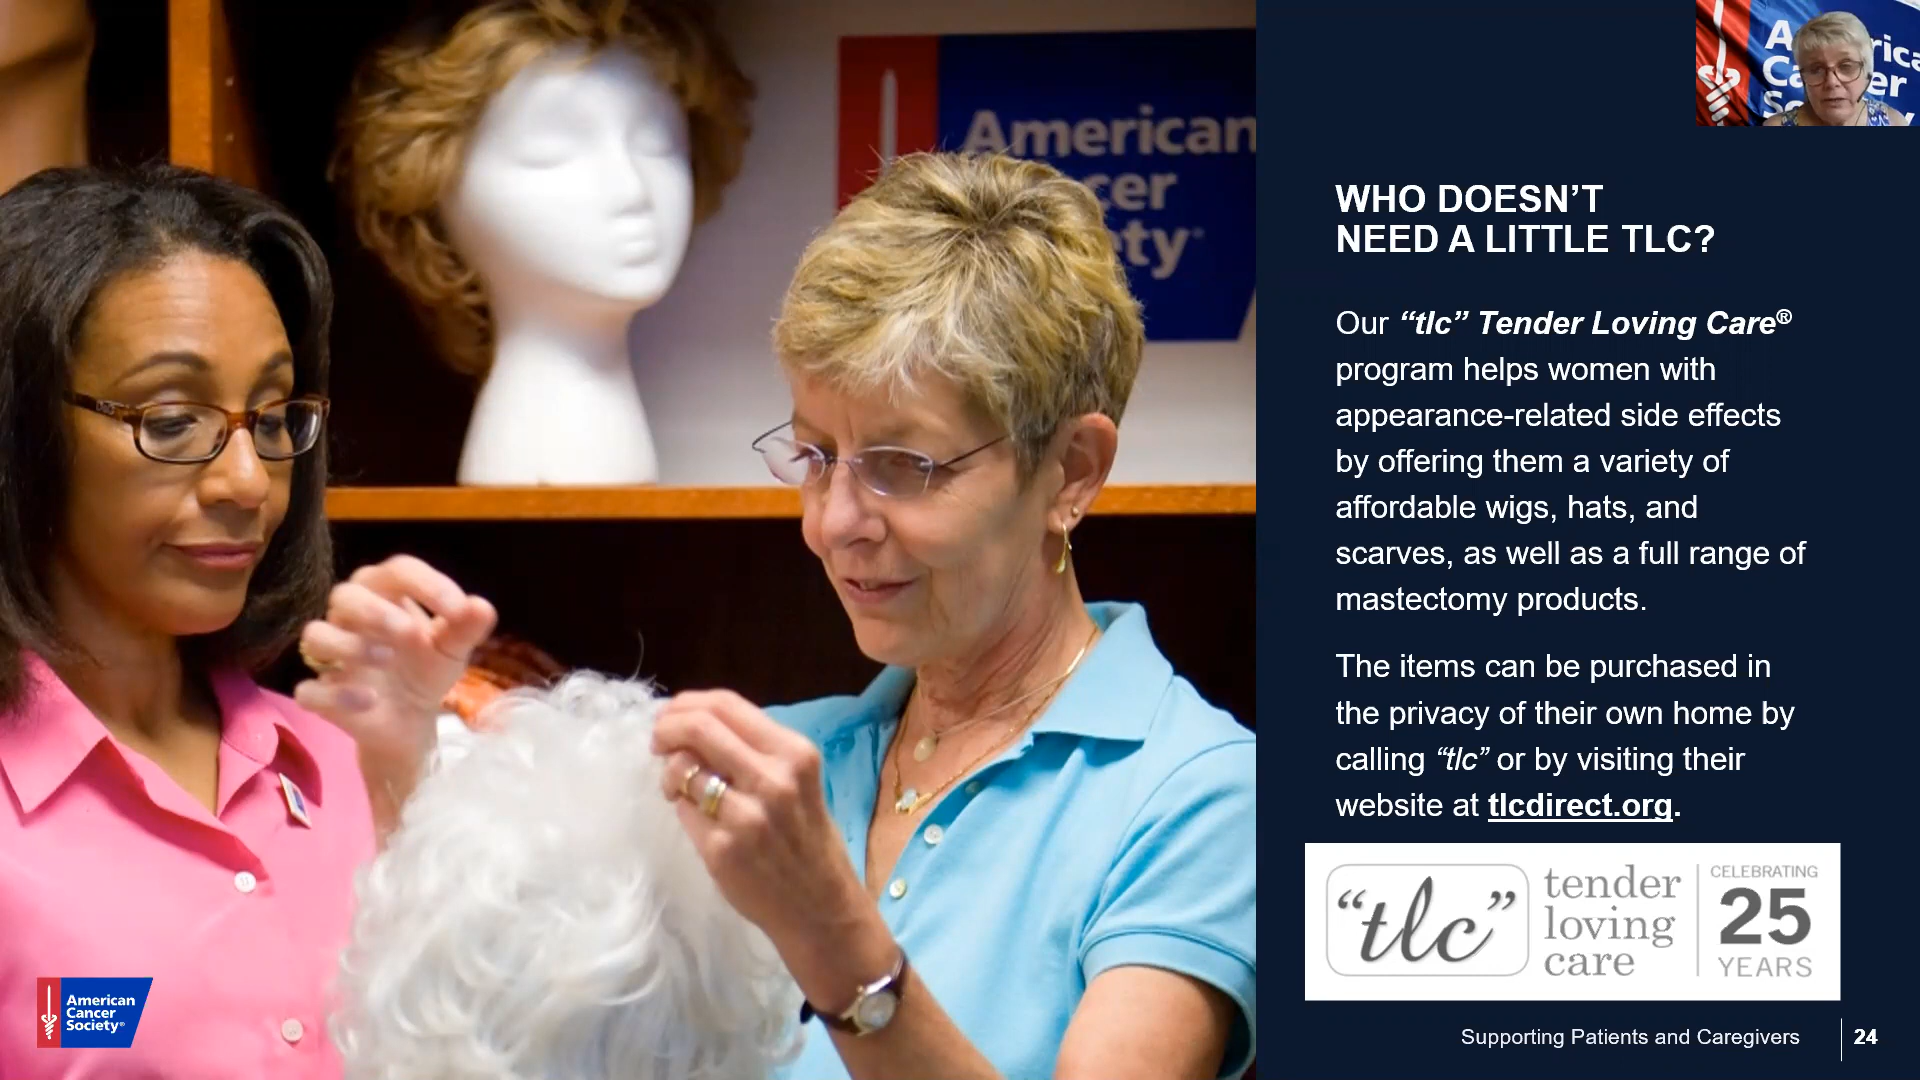 American
cer
ety
WHO DOESN’T
NEED A LITTLE TLC?
Our “tlc” Tender Loving Care®
program helps women with
appearance-related side effects
by offering them a variety of
affordable wigs, hats, and
scarves, as well as a full range of
mastectomy products.
The items can be purchased in
the privacy of their own home by
calling “tlc” or by visiting their
website at tlcdirect.org.
“tlc”
tender
loving
care
CELEBRATING
25
YEARS
American
Cancer
Society®
Supporting Patients and Caregivers
24